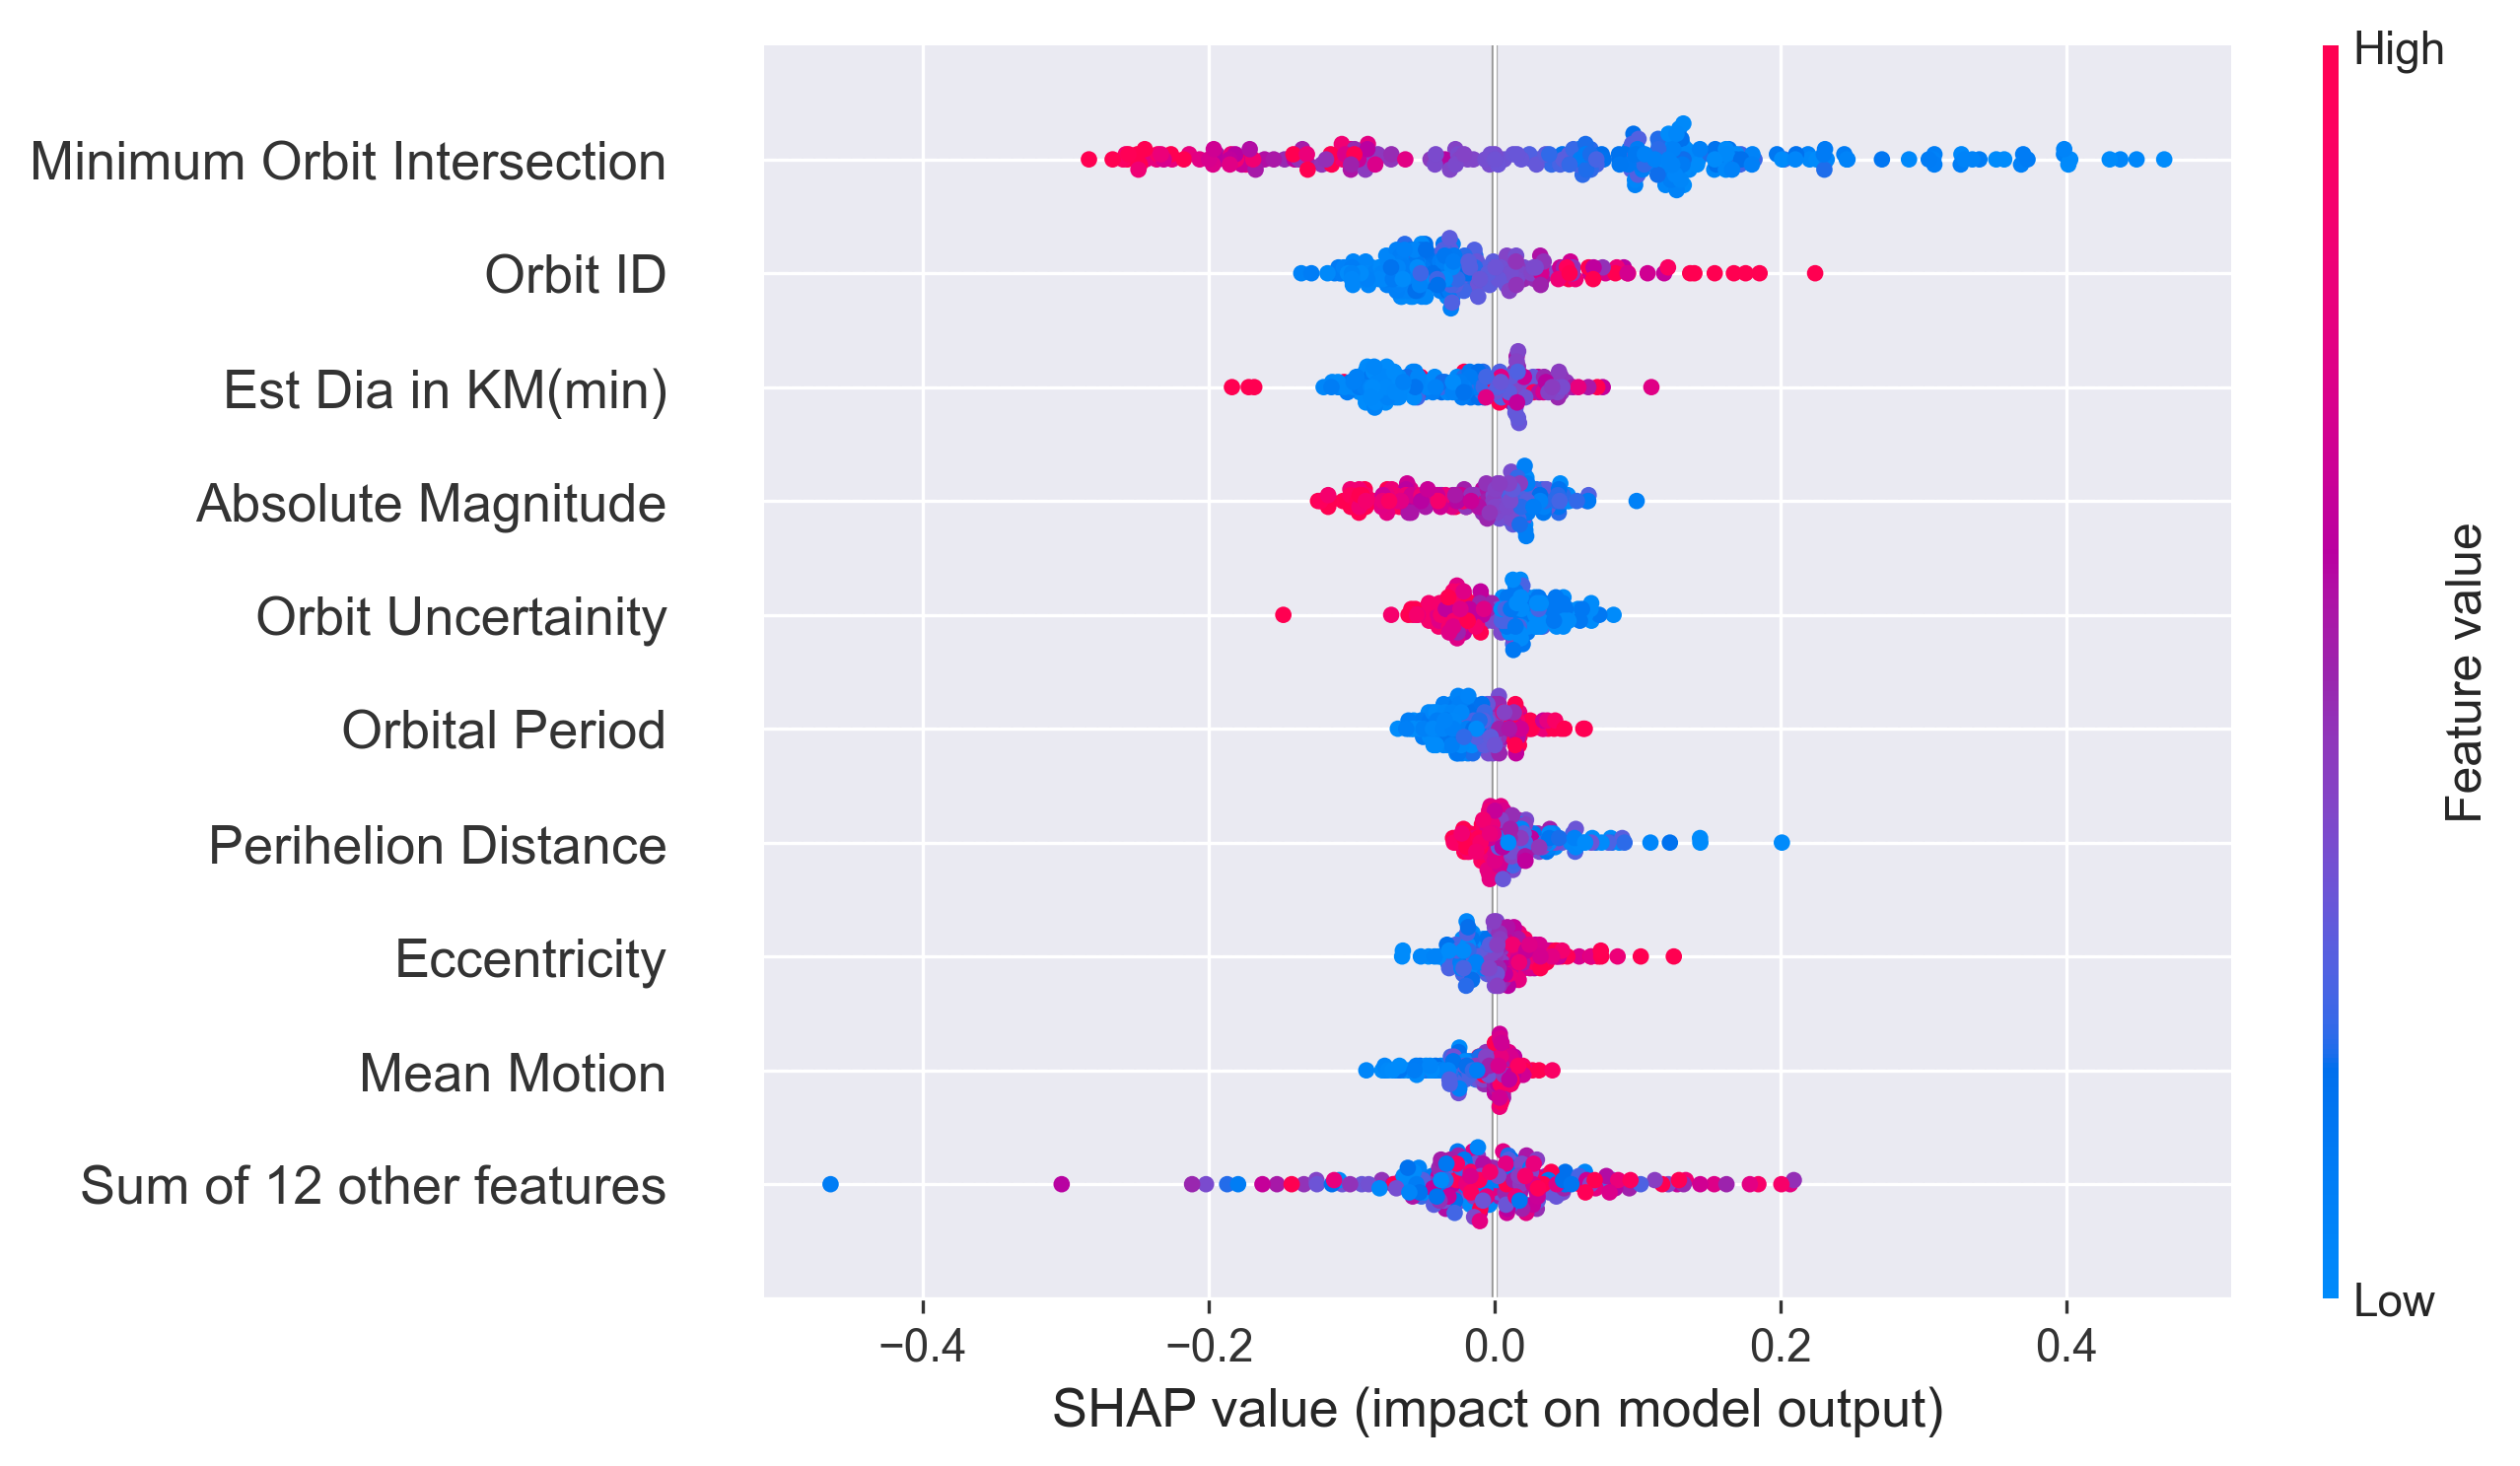 High
Minimum Orbit Intersection
Orbit ID
Est Dia in KM(min)
Absolute Magnitude
Orbit Uncertainity
Orbital Period
Perihelion Distance
Eccentricity
Mean Motion
Sum of 12 other features
Feature value
Low
−0.4 −0.2 0.0 0.2 0.4
SHAP value (impact on model output)